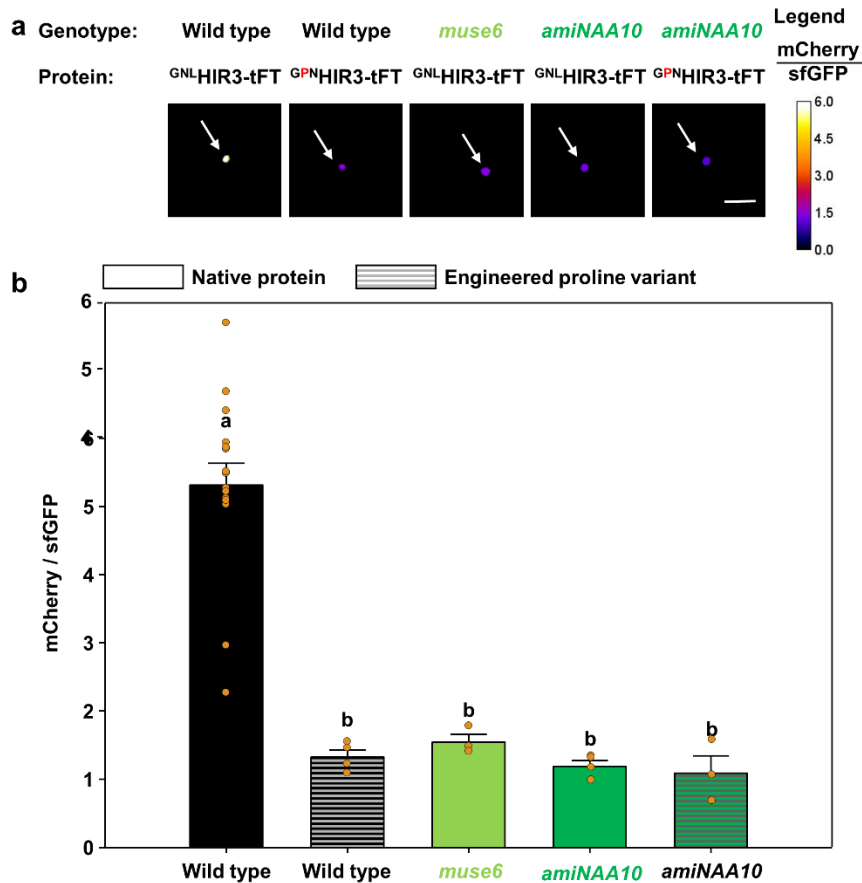 a
Genotype: Wild type Wild type muse6 amiNAA10 amiNAA10 Legend
mCherry
sfGFP
Protein: GNLHIR3-tFT GPNHIR3-tFT GNLHIR3-tFT GNLHIR3-tFT GPNHIR3-tFT
6.0
4.5
3.0
1.5
0.0
b
Native protein Engineered proline variant
mCherry / sfGFP
6
5
5
4
3
2
1
0
a
b
b
b
b
Wild type Wild type muse6 amiNAA10 amiNAA10